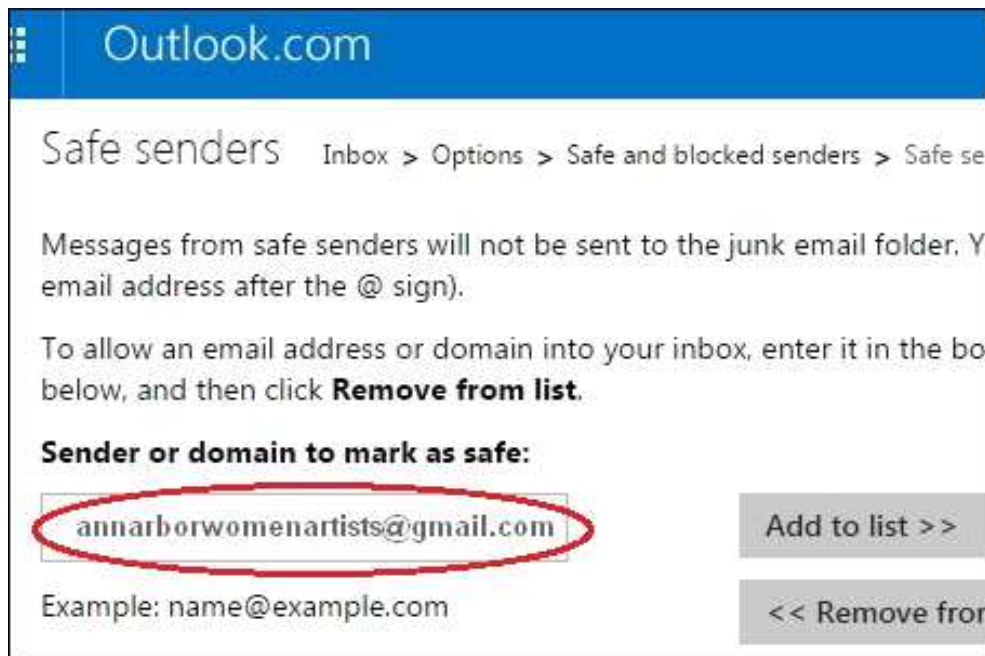 Outlook.com
Safe senders Inbox > Options > Safe and blocked senders > Safe se
Messages from safe senders will not be sent to the junk email folder. Y
email address after the @ sign).
To allow an email address or domain into your inbox, enter it in the bo
below, and then click Remove from list.
Sender or domain to mark as safe:
annarborwomenartists@gmail.com
Add to list >>
Example: name@example.com
<< Remove from